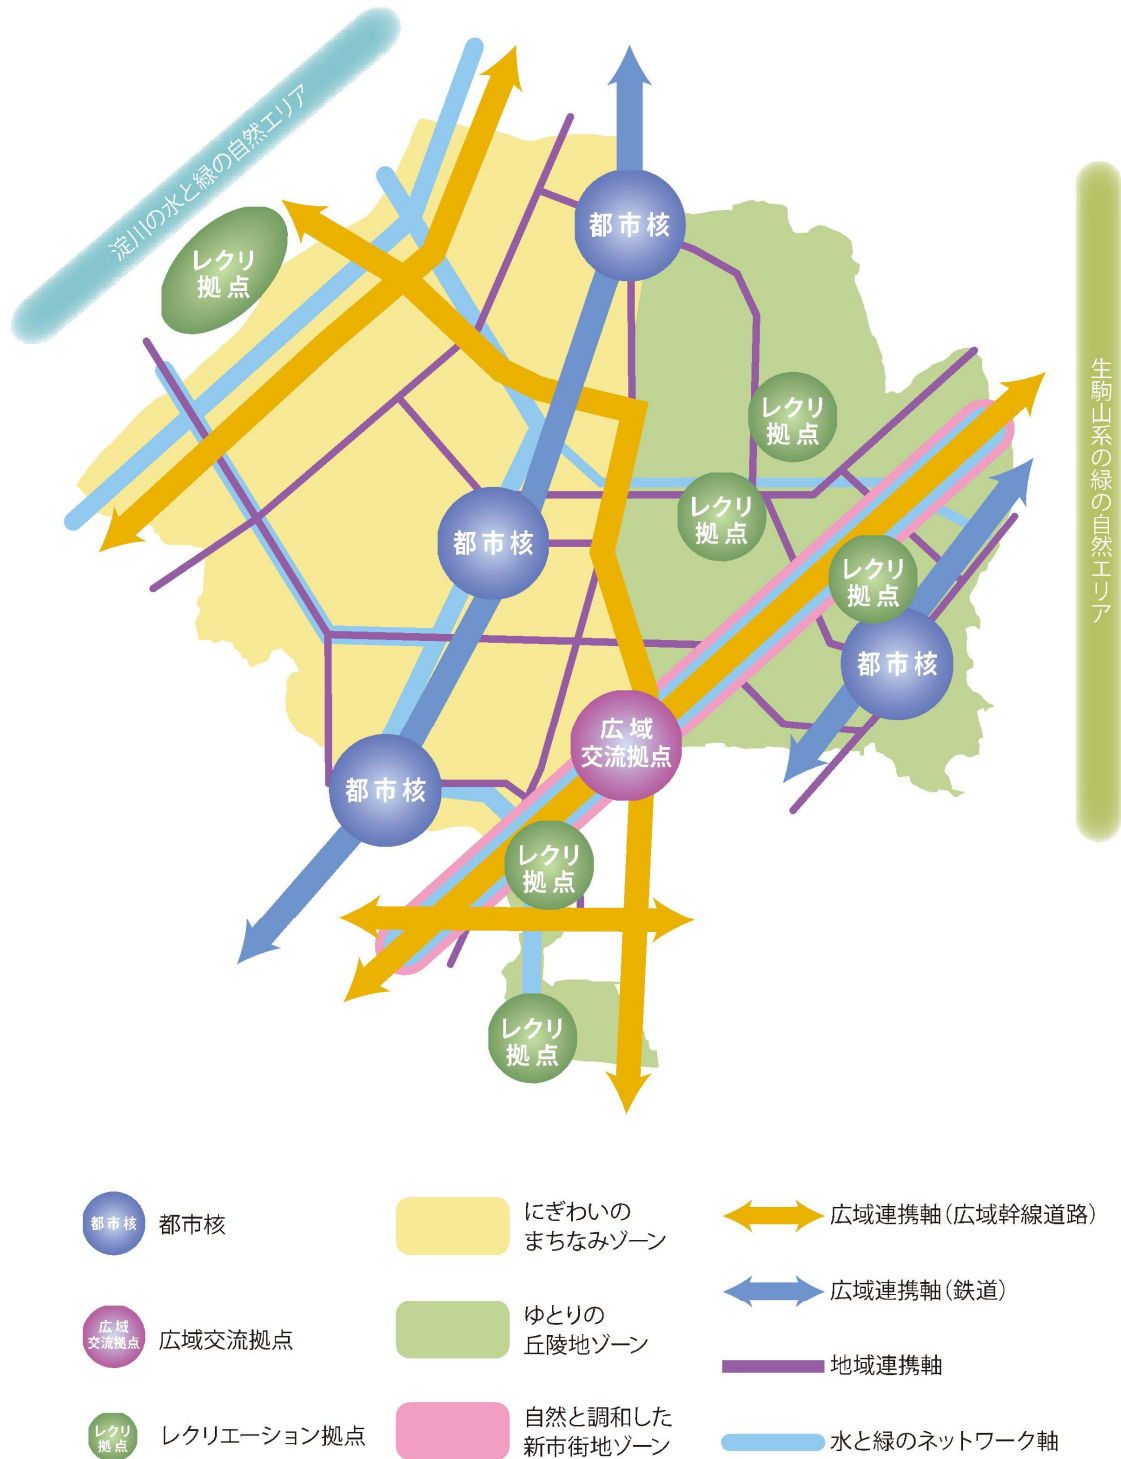 淀川の水と緑の自然エリア
都市核
レクリ
拠点
生駒山系の緑の自然エリア
レクリ
拠点
レクリ
拠点
都市核
レクリ
拠点
都市核
広域
交流拠点
都市核
レクリ
拠点
レクリ
拠点
都市核
都市核
広域
交流拠点
広域交流拠点
レクリ
拠点
レクリエーション拠点
にぎわいの
まちなみゾーン
ゆとりの
丘陵地ゾーン
自然と調和した
新市街地ゾーン
広域連携軸（広域幹線道路）
広域連携軸（鉄道）
地域連携軸
水と緑のネットワーク軸